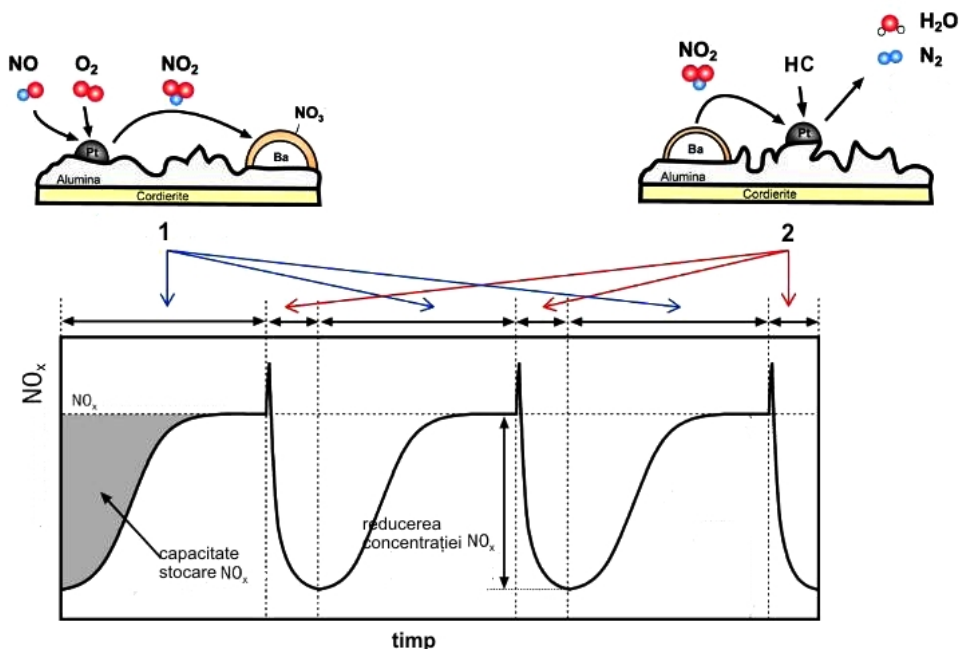 NO O₂ NO₂
NO₃
Pt
Ba
Alumina
Cordierite
1
NO₂ HC H₂O
N₂
Pt
Ba
Alumina
Cordierite
2
NOₓ
NOₓ
capacitate
stocare NOₓ
reducerea
concentrației NOₓ
timp